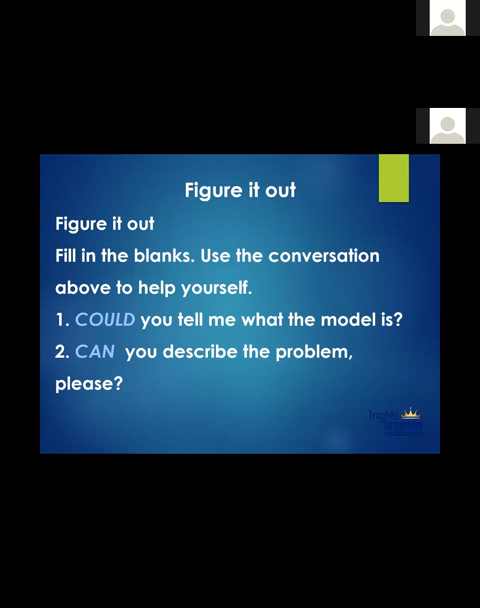 Figure it out
Figure it out
Fill in the blanks. Use the conversation
above to help yourself.
1. COULD you tell me what the model is?
2. CAN you describe the problem,
please?
Inglés